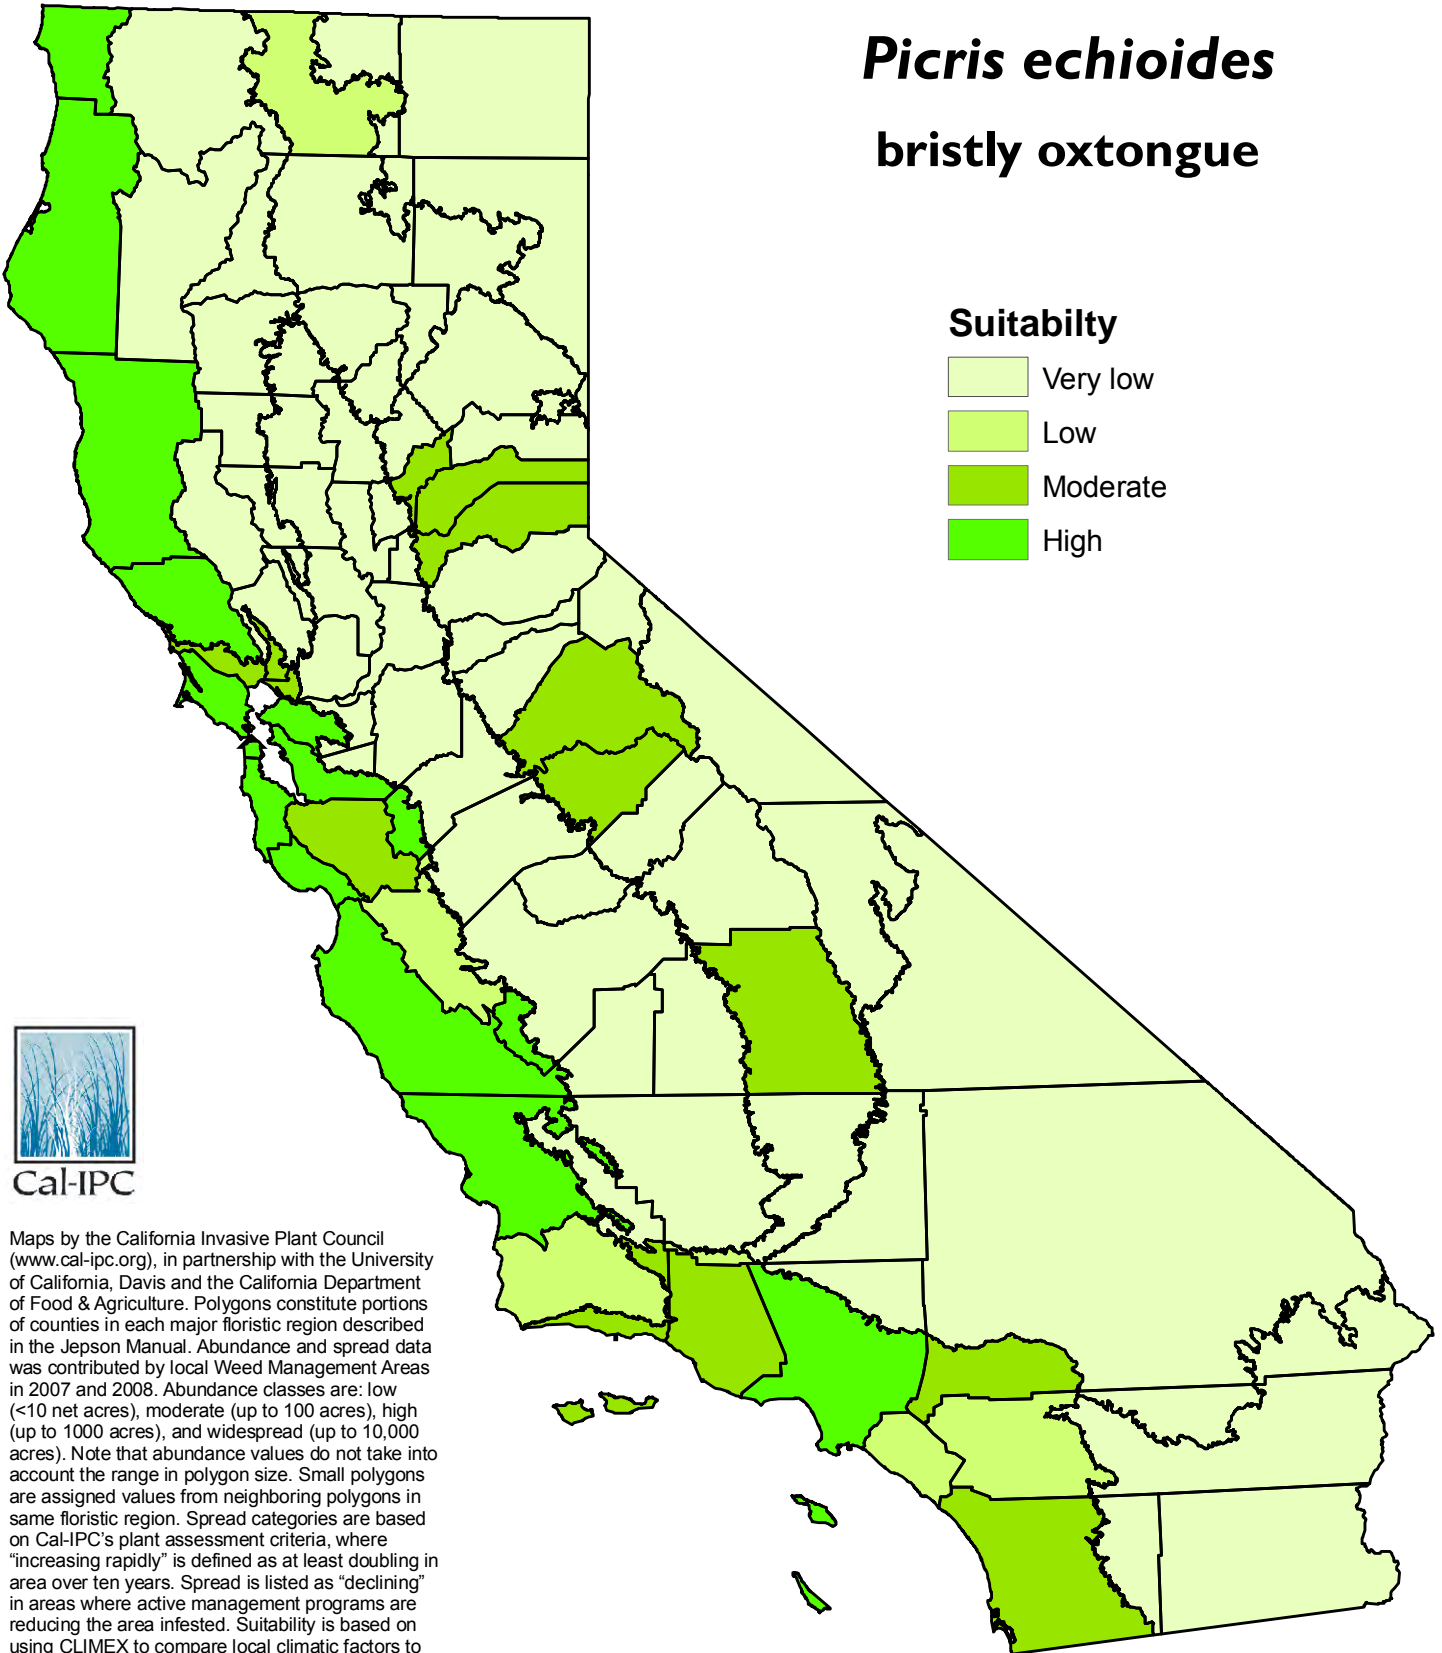 Picris echioides
bristly oxtongue
Suitabilty
Very low
Low
Moderate
High
Cal-IPC
Maps by the California Invasive Plant Council
(www.cal-ipc.org), in partnership with the University
of California, Davis and the California Department
of Food & Agriculture. Polygons constitute portions
of counties in each major floristic region described
in the Jepson Manual. Abundance and spread data
was contributed by local Weed Management Areas
in 2007 and 2008. Abundance classes are: low
(<10 net acres), moderate (up to 100 acres), high
(up to 1000 acres), and widespread (up to 10,000
acres). Note that abundance values do not take into
account the range in polygon size. Small polygons
are assigned values from neighboring polygons in
same floristic region. Spread categories are based
on Cal-IPC's plant assessment criteria, where
“increasing rapidly” is defined as at least doubling in
area over ten years. Spread is listed as “declining”
in areas where active management programs are
reducing the area infested. Suitability is based on
using CLIMEX to compare local climatic factors to